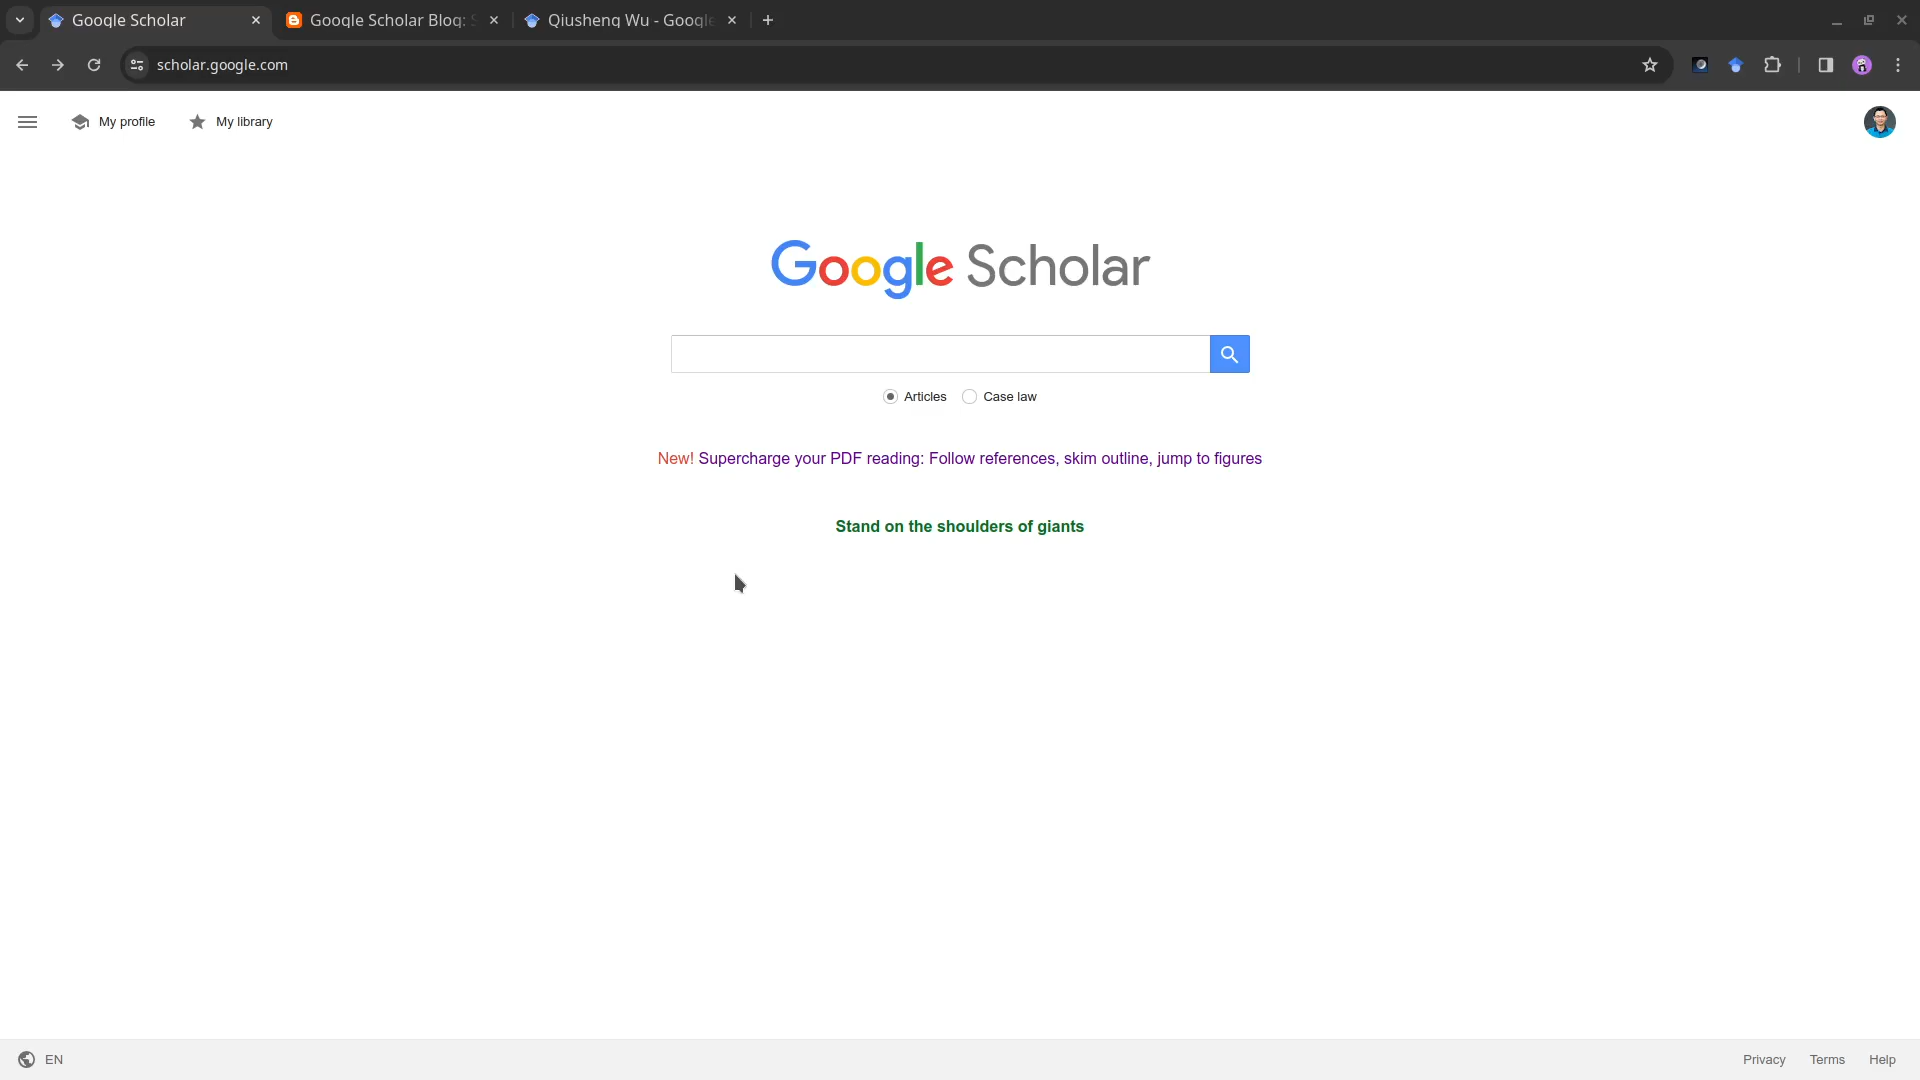 Google Scholar
Google Scholar Blog:
Qiusheng Wu - Google
scholar.google.com
My profile
My library
Google Scholar
Articles
Case law
New! Supercharge your PDF reading: Follow references, skim outline, jump to figures
Stand on the shoulders of giants
EN
Privacy
Terms
Help